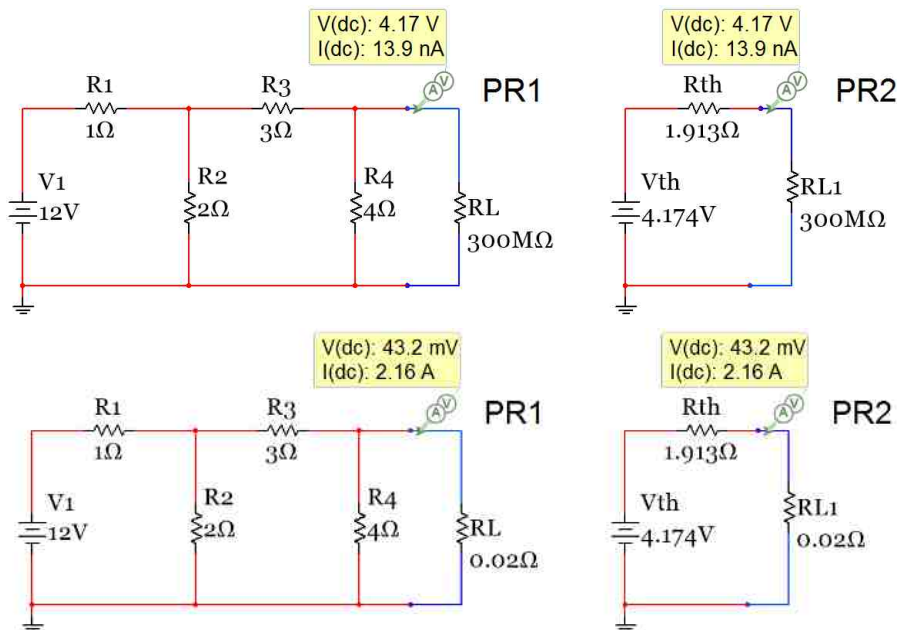 V(dc): 4.17 V
I(dc): 13.9 nA
PR1
R1
1Ω
R3
3Ω
V1
12V
R2
2Ω
R4
4Ω
RL
300MΩ
V(dc): 4.17 V
I(dc): 13.9 nA
PR2
Rth
1.913Ω
Vth
4.174V
RL1
300MΩ
V(dc): 43.2 mV
I(dc): 2.16 A
PR1
R1
1Ω
R3
3Ω
V1
12V
R2
2Ω
R4
4Ω
RL
0.02Ω
V(dc): 43.2 mV
I(dc): 2.16 A
PR2
Rth
1.913Ω
Vth
4.174V
RL1
0.02Ω
A V
A V
A V
A V